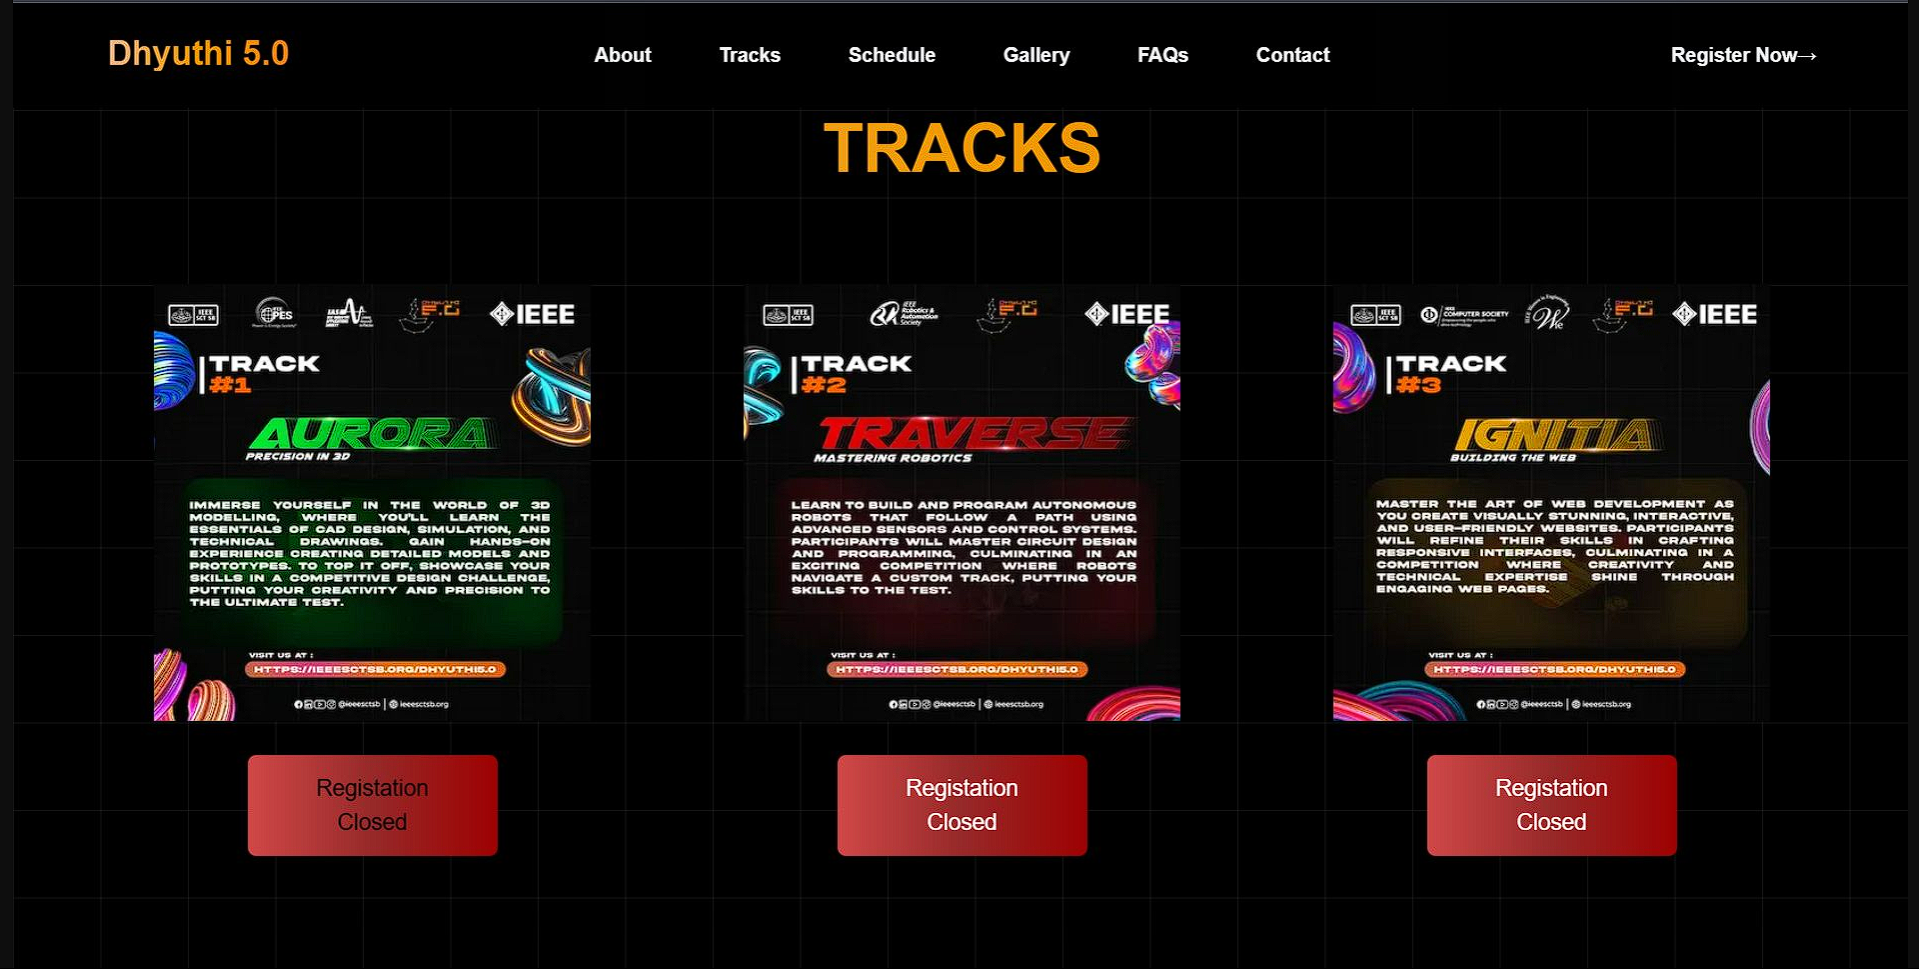 Dhyuthi 5.0
About
Tracks
Schedule
Gallery
FAQs
Contact
Register Now→
TRACKS
IEEE
SCT SB
PES
Power & Energy Society
IAS
IEEE
TRACK
#1
AURORA
PRECISION IN 3D
IMMERSE YOURSELF IN THE WORLD OF 3D
MODELLING, WHERE YOU'LL LEARN THE
ESSENTIALS OF CAD DESIGN, SIMULATION, AND
TECHNICAL DRAWINGS. GAIN HANDS-ON
EXPERIENCE CREATING DETAILED MODELS AND
PROTOTYPES. TO TOP IT OFF, SHOWCASE YOUR
SKILLS IN A COMPETITIVE DESIGN CHALLENGE,
PUTTING YOUR CREATIVITY AND PRECISION TO
THE ULTIMATE TEST.
VISIT US AT :
HTTPS://IEEESCTSB.ORG/DHYUTHI5.0
@ieeesctsb | ieeesctsb.org
Registation
Closed
IEEE
SCT SB
IEEE
Robotics &
Automation
Society
IEEE
TRACK
#2
TRAVERSE
MASTERING ROBOTICS
LEARN TO BUILD AND PROGRAM AUTONOMOUS
ROBOTS THAT FOLLOW A PATH USING
ADVANCED SENSORS AND CONTROL SYSTEMS.
PARTICIPANTS WILL MASTER CIRCUIT DESIGN
AND PROGRAMMING, CULMINATING IN AN
EXCITING COMPETITION WHERE ROBOTS
NAVIGATE A CUSTOM TRACK, PUTTING YOUR
SKILLS TO THE TEST.
VISIT US AT :
HTTPS://IEEESCTSB.ORG/DHYUTHI5.0
@ieeesctsb | ieeesctsb.org
Registation
Closed
IEEE
SCT SB
IEEE
COMPUTER SOCIETY
IEEE
TRACK
#3
IGNITIA
BUILDING THE WEB
MASTER THE ART OF WEB DEVELOPMENT AS
YOU CREATE VISUALLY STUNNING, INTERACTIVE,
AND USER-FRIENDLY WEBSITES. PARTICIPANTS
WILL REFINE THEIR SKILLS IN CRAFTING
RESPONSIVE INTERFACES, CULMINATING IN A
COMPETITION WHERE CREATIVITY AND
TECHNICAL EXPERTISE SHINE THROUGH
ENGAGING WEB PAGES.
VISIT US AT :
HTTPS://IEEESCTSB.ORG/DHYUTHI5.0
@ieeesctsb | ieeesctsb.org
Registation
Closed